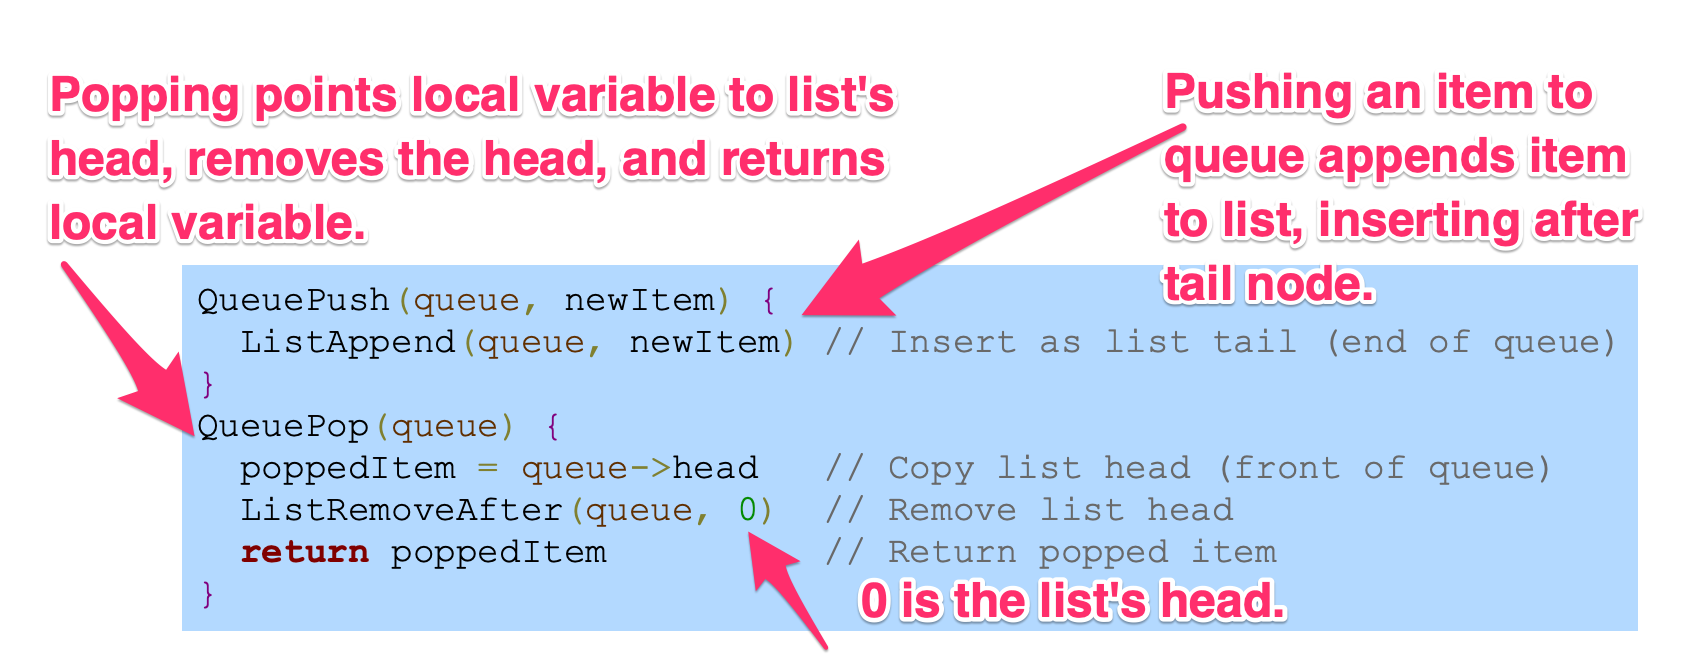 Popping points local variable to list's
head, removes the head, and returns
local variable.
Pushing an item to
queue appends item
to list, inserting after
tail node.
QueuePush(queue, newItem) {
  ListAppend(queue, newItem) // Insert as list tail (end of queue)
}
QueuePop(queue) {
  poppedItem = queue->head   // Copy list head (front of queue)
  ListRemoveAfter(queue, 0)  // Remove list head
  return poppedItem          // Return popped item
}
0 is the list's head.